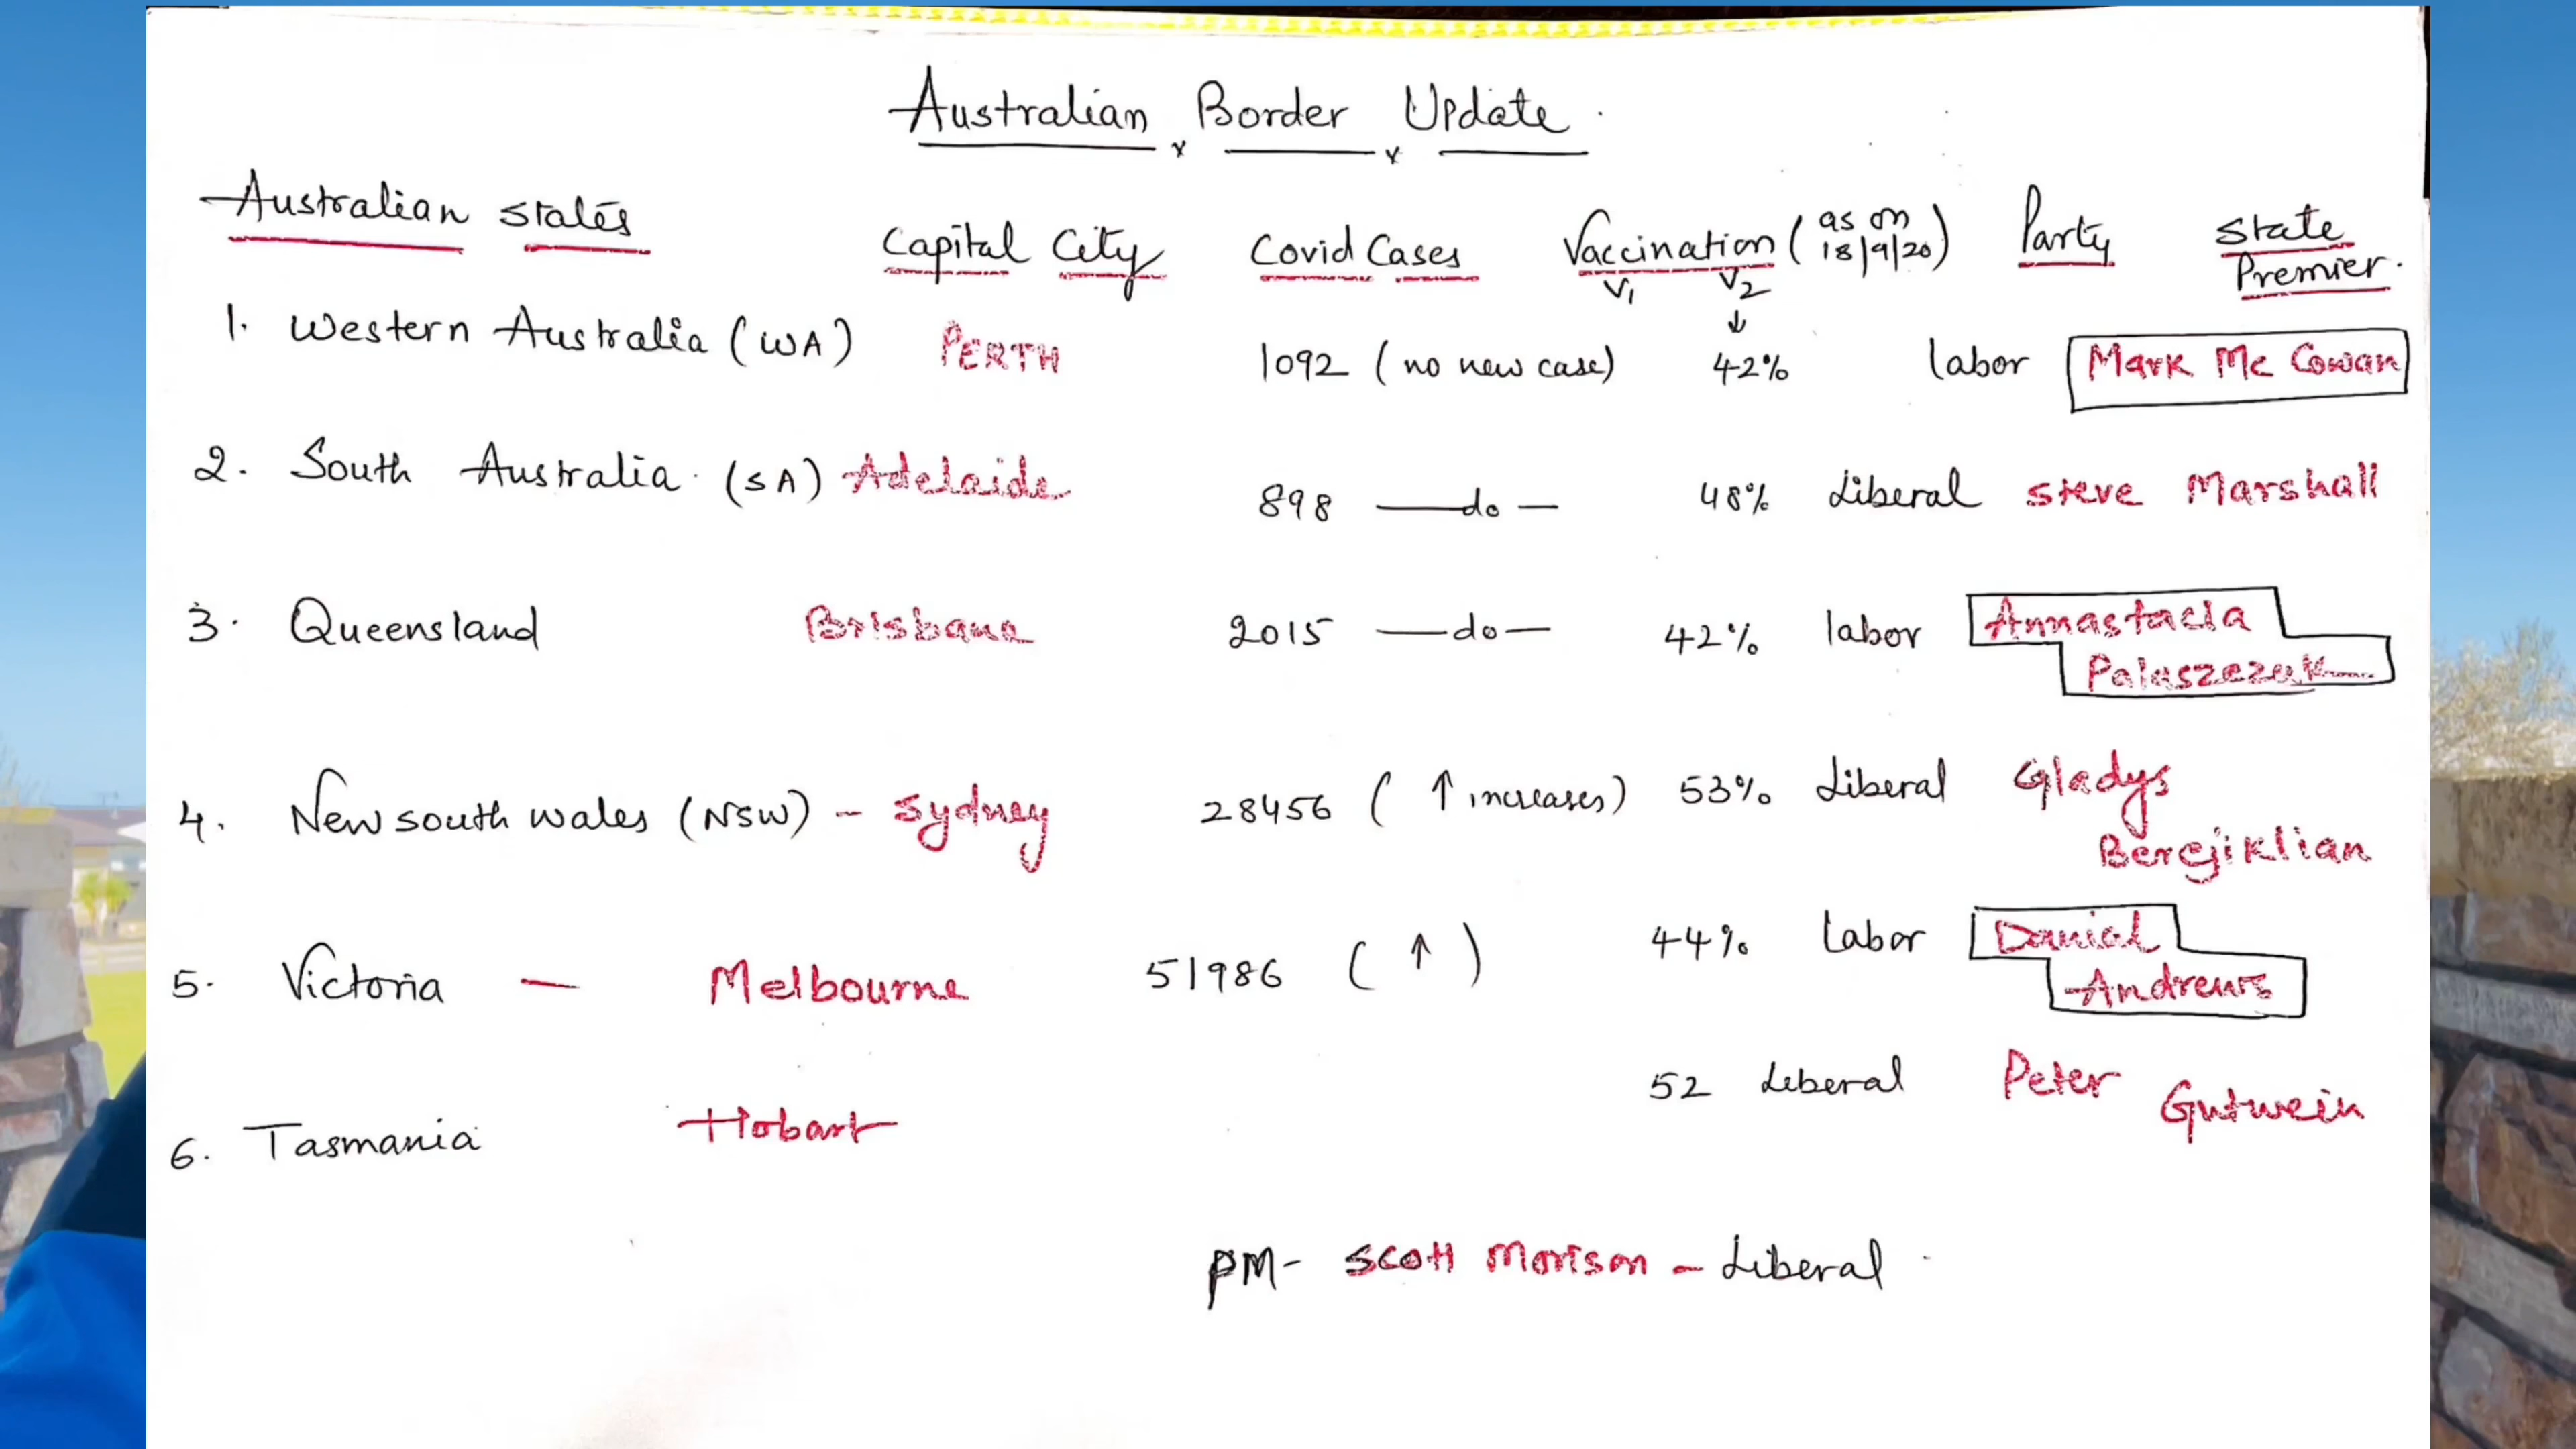 Australian Border Update.
Australian states Capital City Covid Cases Vaccination (as on 18/9/20) Party State Premier.
V1 V2
1. Western Australia (WA) PERTH 1092 (no new case) 42% labor Mark Mc Cowan
2. South Australia. (SA) Adelaide 898 —do— 48% Liberal Steve Marshall
3. Queensland Brisbane 2015 —do— 42% labor Annastacia
Palaszezuk
4. New south wales (NSW) - Sydney 28456 (↑ increases) 53% Liberal Gladys
Berejiklian
5. Victoria — Melbourne 51986 (↑) 44% Labor Danial
Andrews
6. Tasmania Hobart 52 Liberal Peter Gutwein
PM- Scott Morison - Liberal.